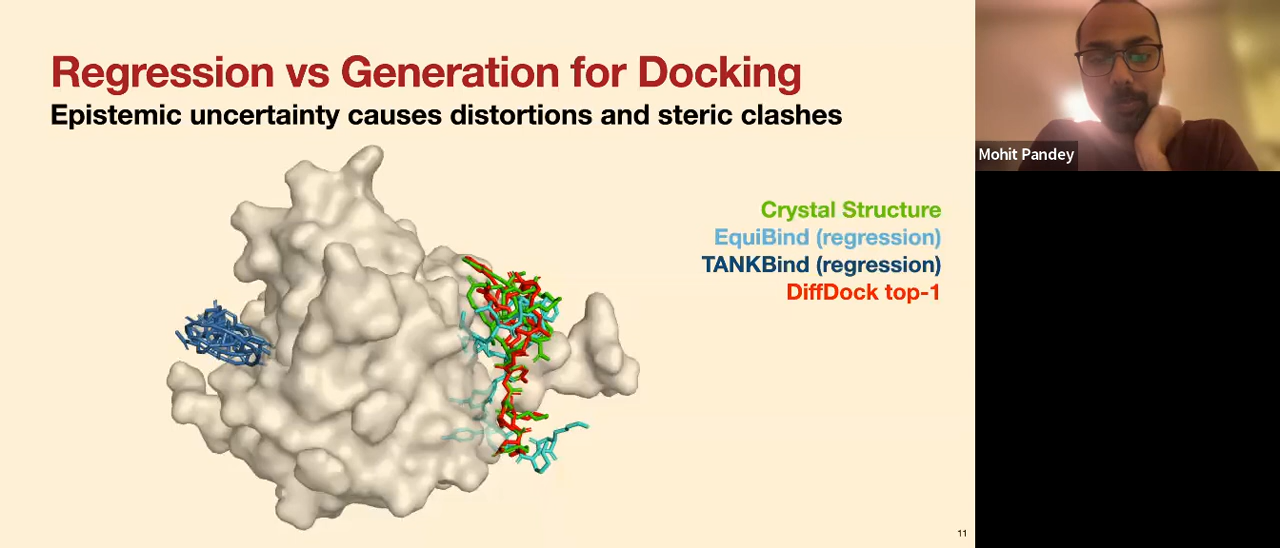 Regression vs Generation for Docking
Epistemic uncertainty causes distortions and steric clashes
Crystal Structure
EquiBind (regression)
TANKBind (regression)
DiffDock top-1
11
Mohit Pandey